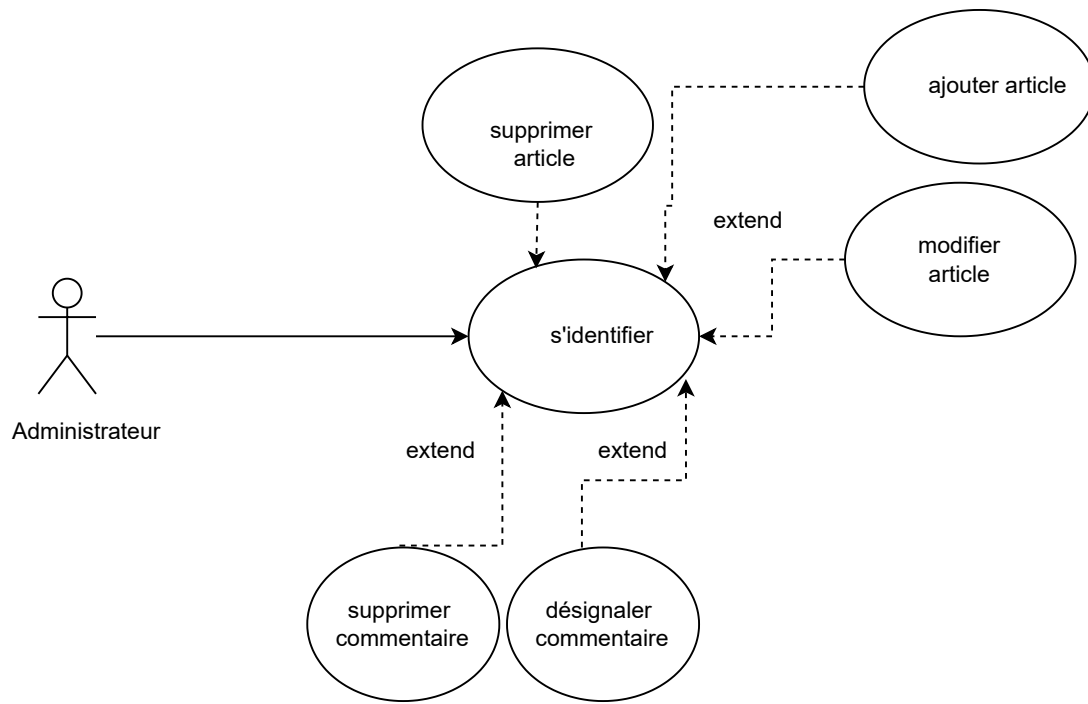 ajouter article
supprimer
article
extend
modifier
article
s'identifier
Administrateur
extend
extend
supprimer
commentaire
désignaler
commentaire